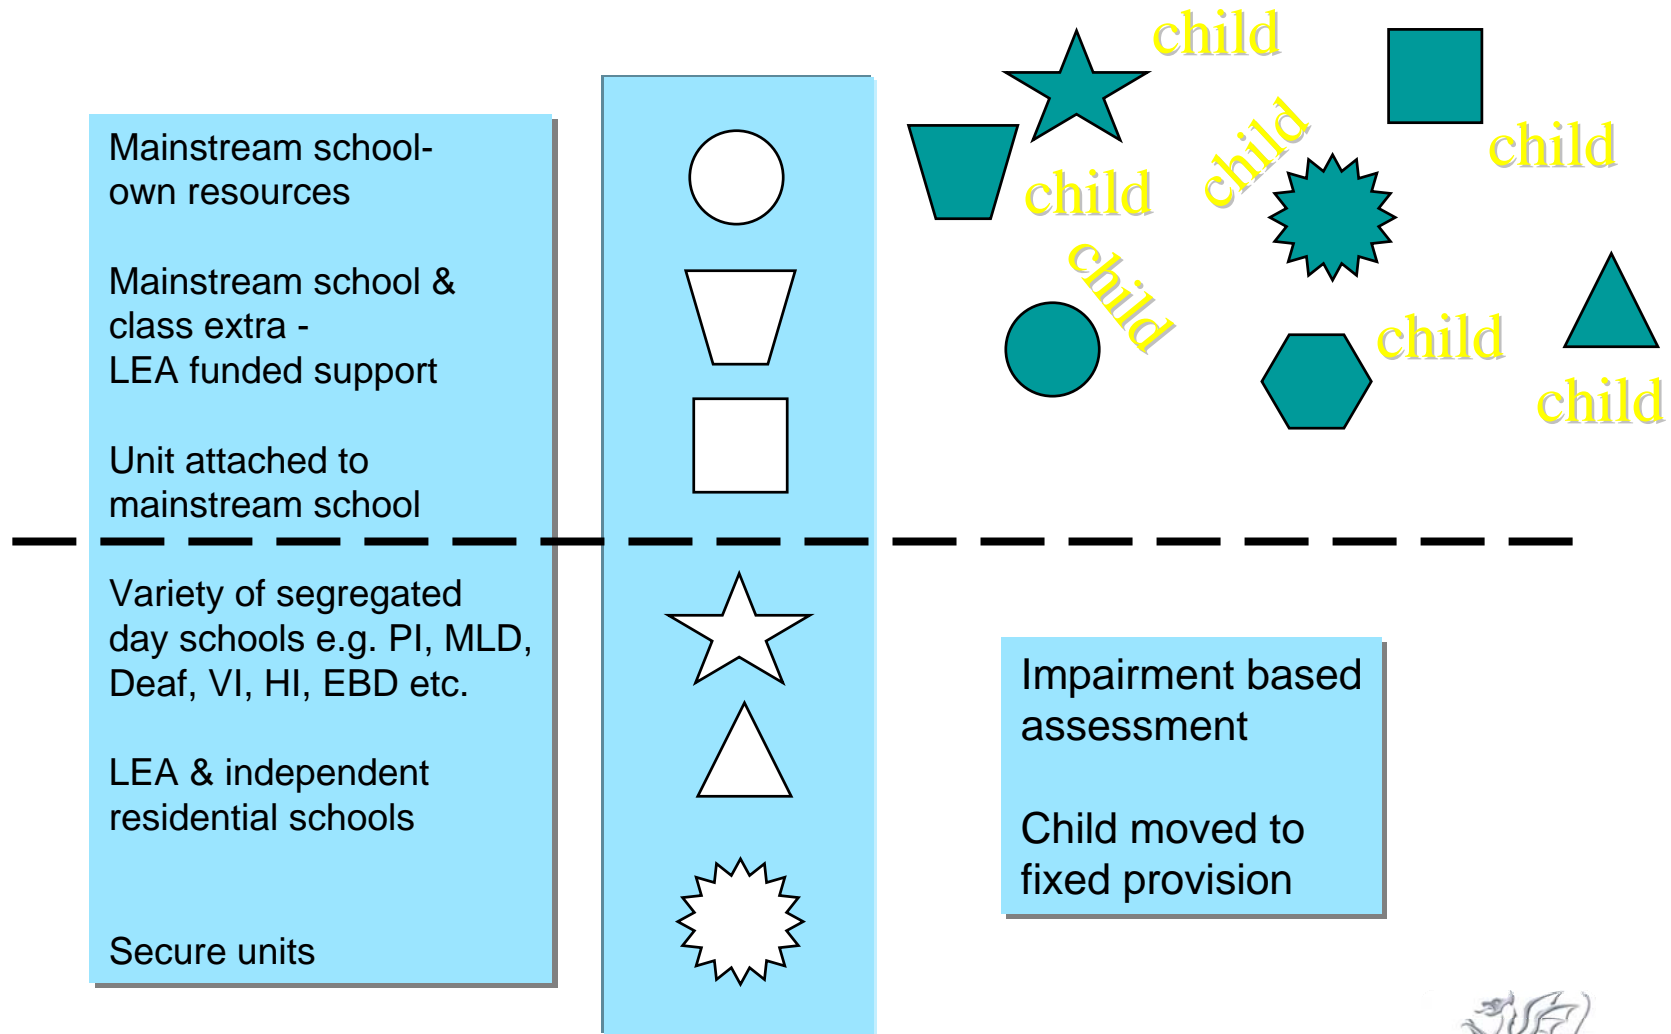 Mainstream school-
own resources
Mainstream school &
class extra -
LEA funded support
Unit attached to
mainstream school
Variety of segregated
day schools e.g. PI, MLD,
Deaf, VI, HI, EBD etc.
LEA & independent
residential schools
Secure units
child
child
child
child
child
child
child
Impairment based
assessment
Child moved to
fixed provision